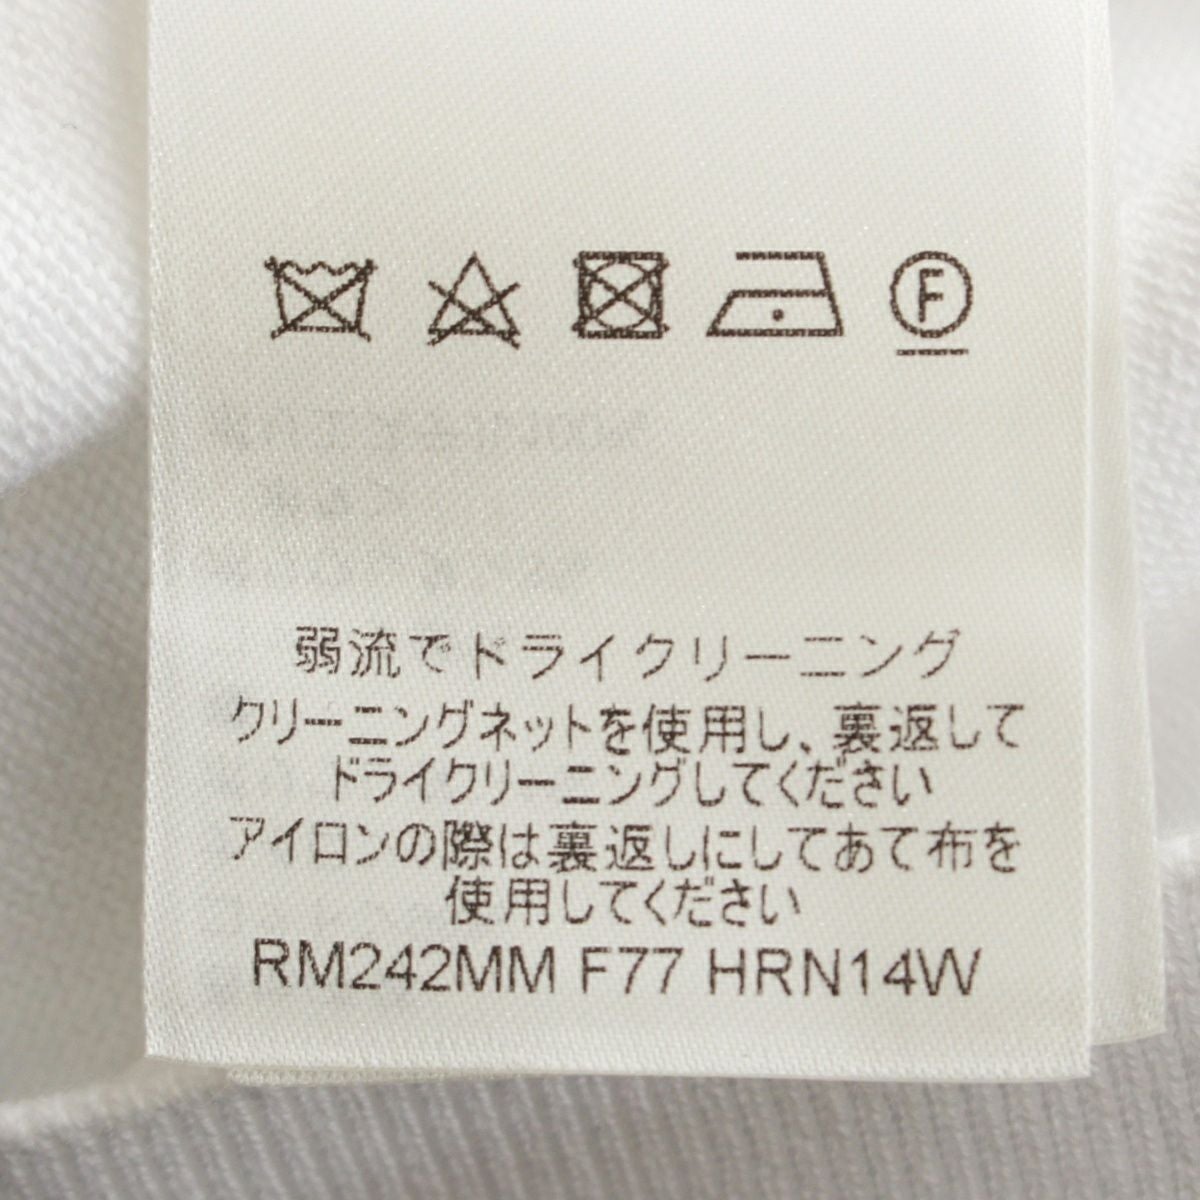 F
弱流でドライクリーニング
クリーニングネットを使用し、裏返して
ドライクリーニングしてください
アイロンの際は裏返しにしてあて布を
使用してください
RM242MM F77 HRN14W